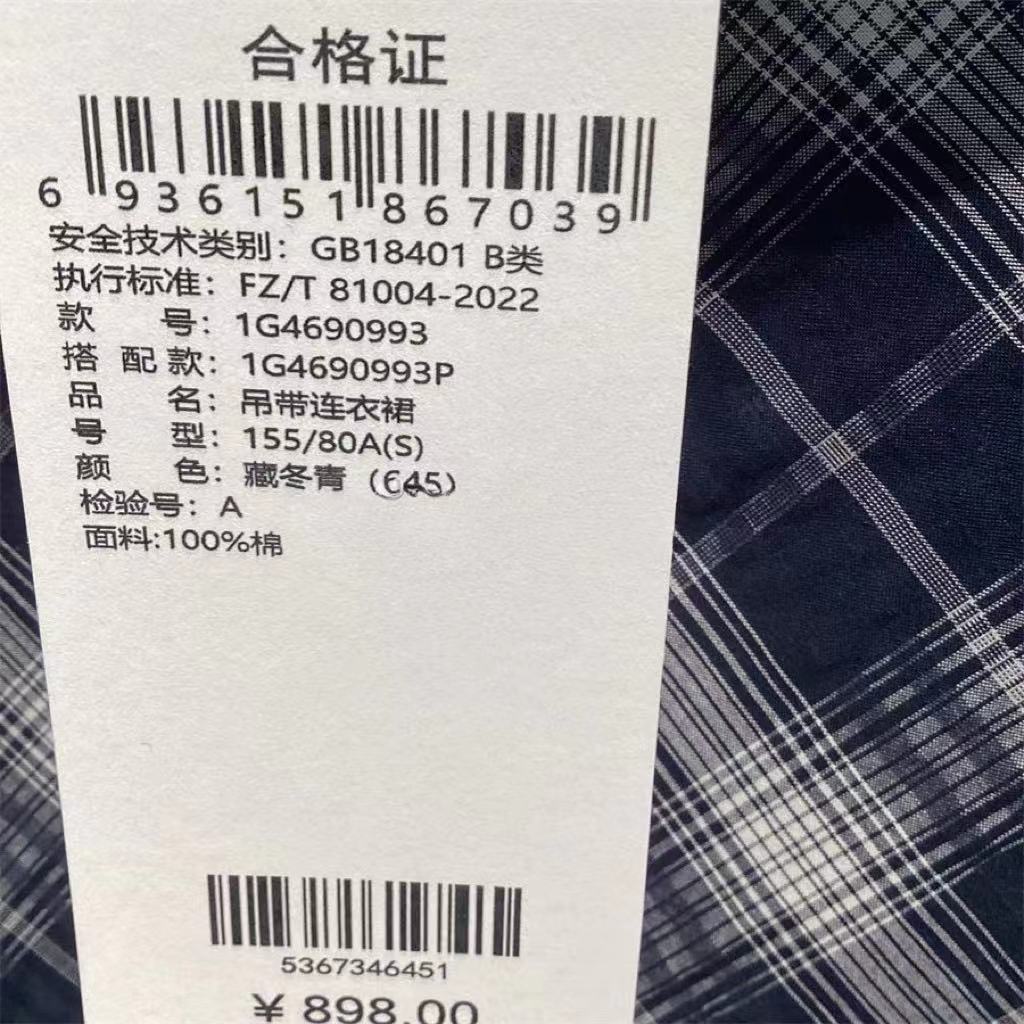 合格证
6 936151 867039
安全技术类别：GB18401 B类
执行标准：FZ/T 81004-2022
款 号：1G4690993
搭 配 款：1G4690993P
品 名：吊带连衣裙
号 型：155/80A(S)
颜 色：藏冬青（645）
检验号：A
面料:100%棉
5367346451
￥898.00